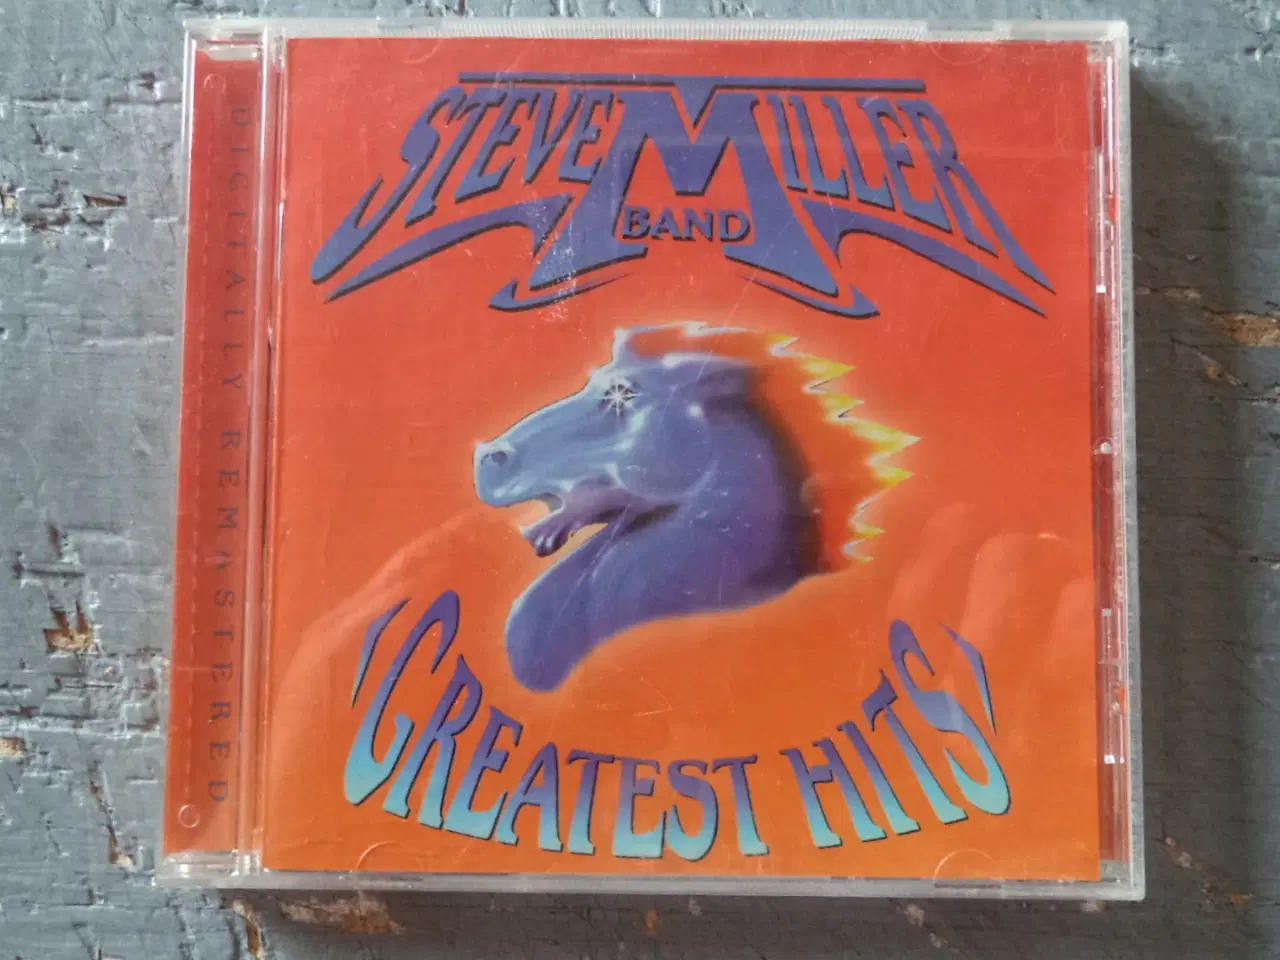 STEVE MILLER
BAND
GREATEST HITS
DIGITALLY REMASTERED